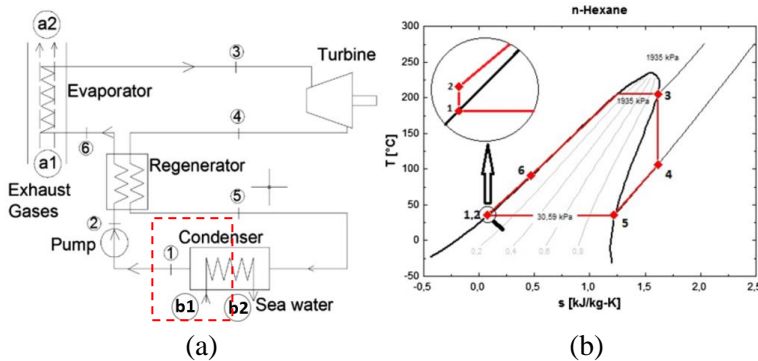 a2
3
Turbine
Evaporator
4
6
a1
Regenerator
Exhaust
Gases
5
2
Pump
Condenser
1
b1
b2
Sea water
(a)
n-Hexane
300
250
200
150
100
50
0
-50
T [°C]
2
1
1935 kPa
1935 kPa
3
4
6
1,2
30,59 kPa
5
0,2
0,4
0,6
0,8
-0,5
0,0
0,5
1,0
1,5
2,0
2,5
s [kJ/kg-K]
(b)